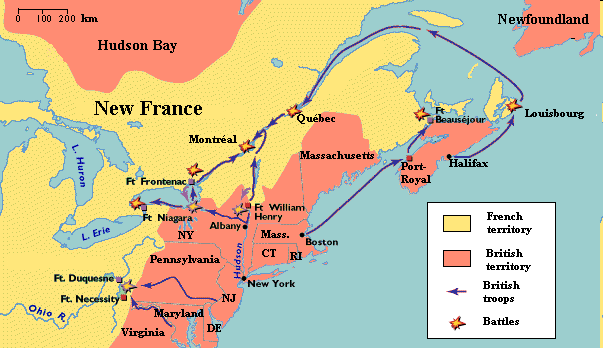 0 100 200
km
Newfoundland
Hudson Bay
New France
Québec
Ft
Beauséjour
Louisbourg
Montréal
Massachusetts
Port-
Royal
Halifax
L. Huron
Ft Frontenac
Ft William
Henry
Ft Niagara
Albany
Mass.
NY
Boston
L. Erie
CT
RI
Hudson
Pennsylvania
Ft. Duquesne
New York
Ft. Necessity
NJ
Ohio R.
Maryland
DE
Virginia
French
territory
British
territory
British
troops
Battles